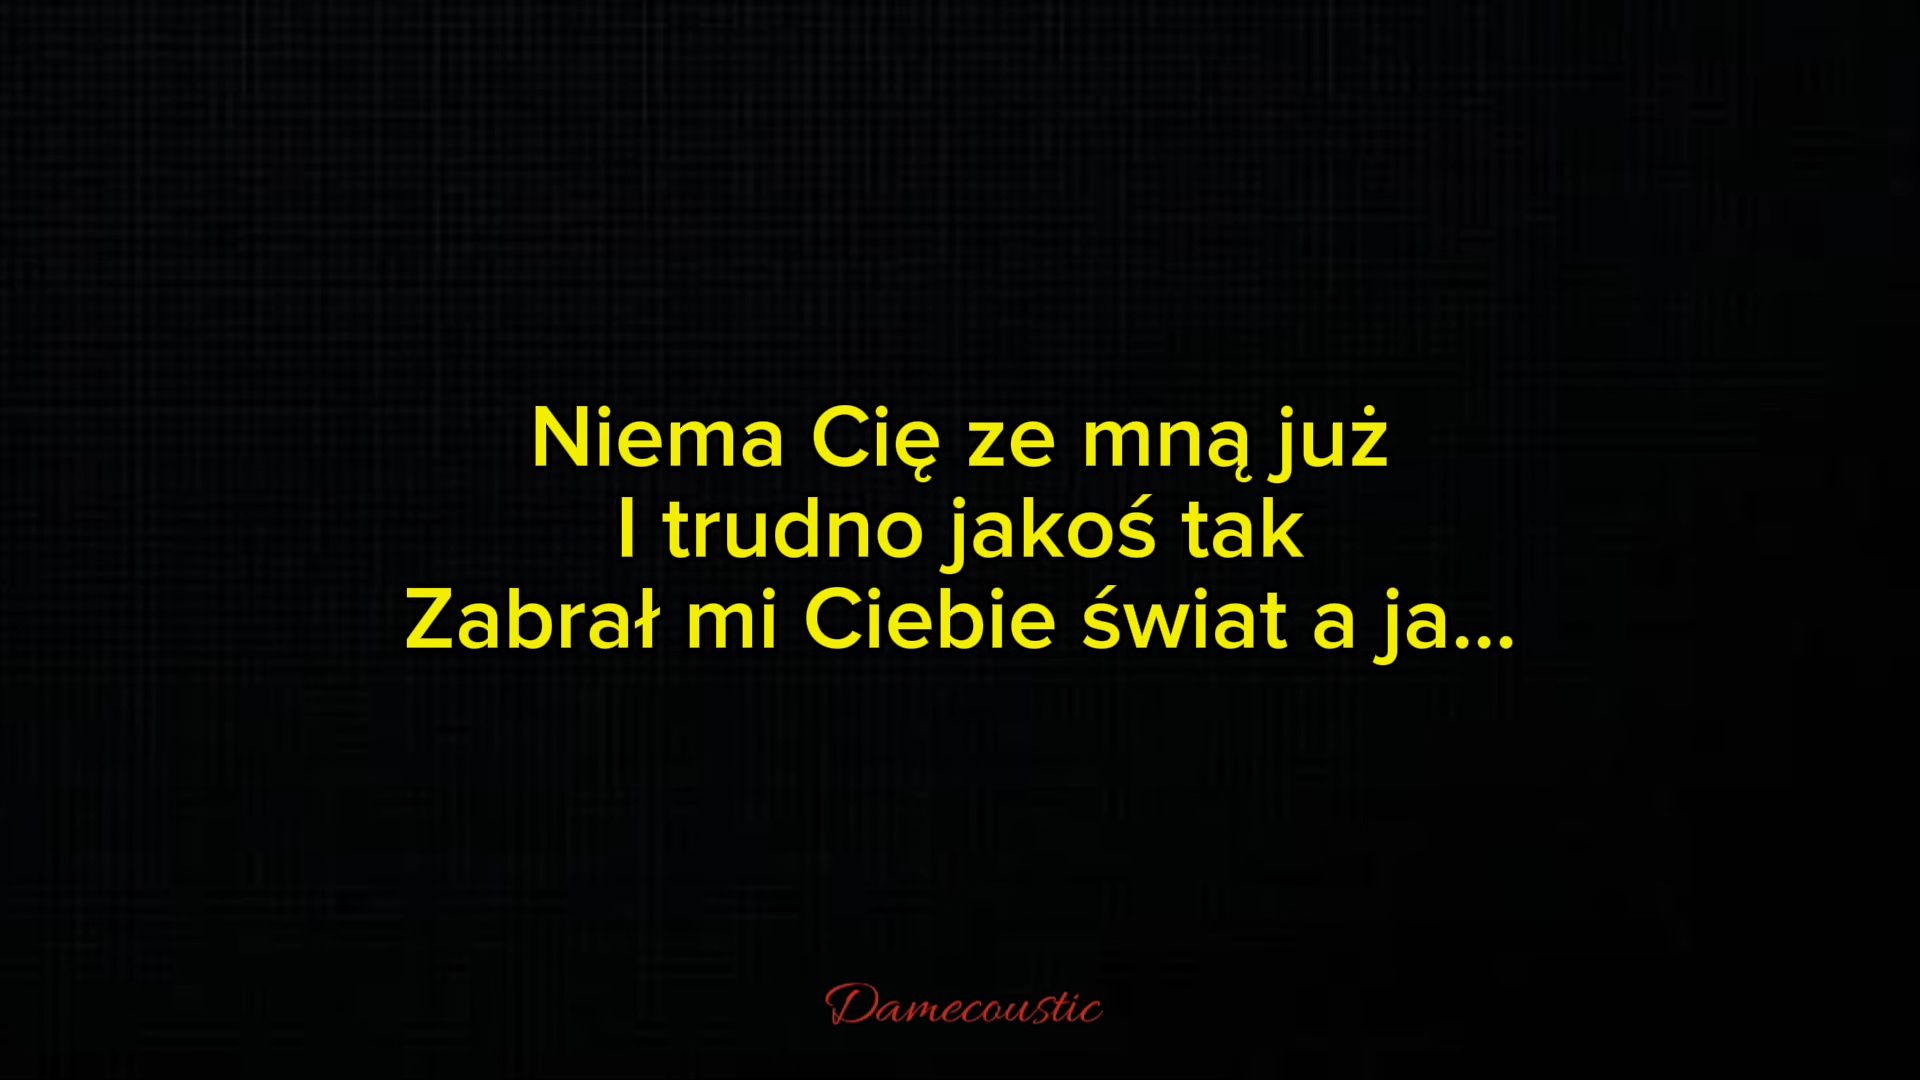 Niema Cię ze mną już
I trudno jakoś tak
Zabrał mi Ciebie świat a ja...
Damecoustic